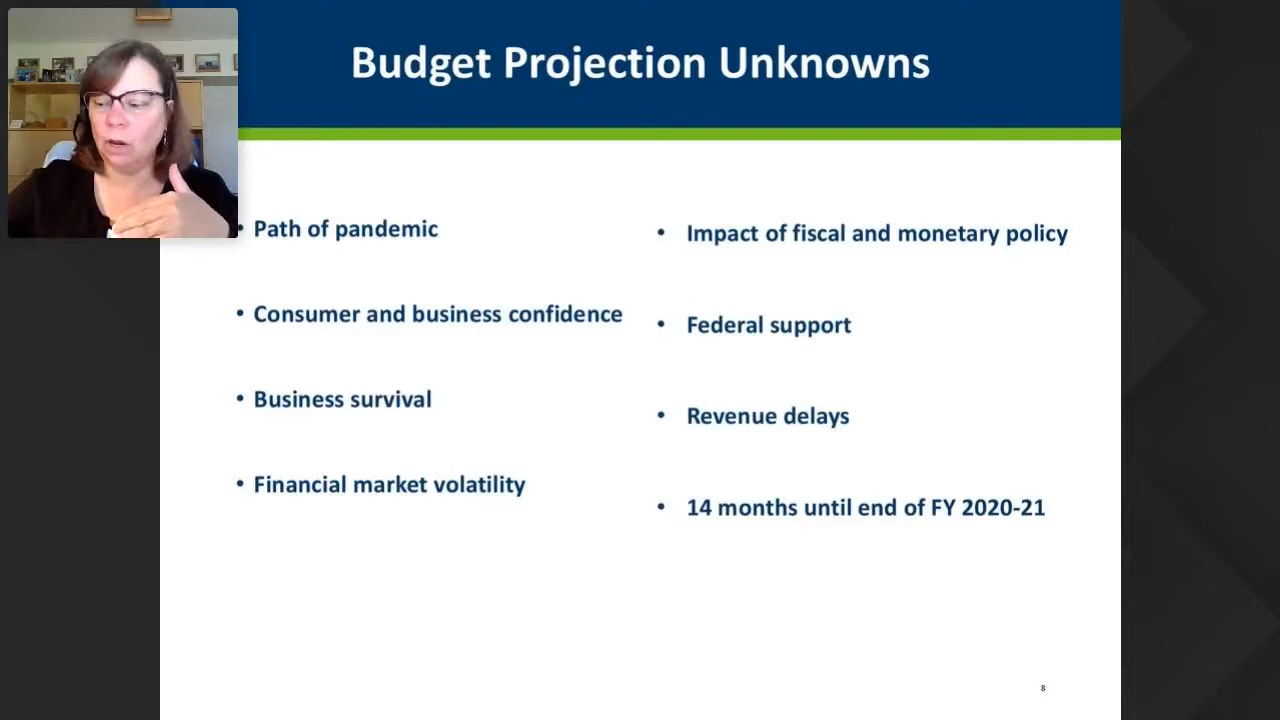 Budget Projection Unknowns
• Path of pandemic
• Consumer and business confidence
• Business survival
• Financial market volatility
• Impact of fiscal and monetary policy
• Federal support
• Revenue delays
• 14 months until end of FY 2020-21
8